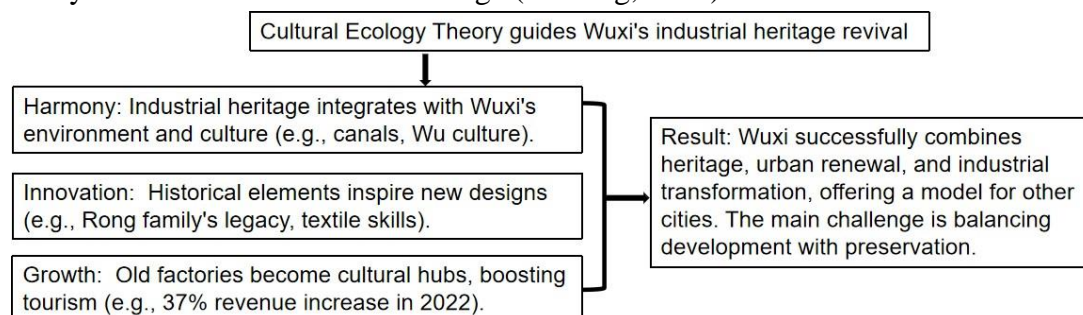 Cultural Ecology Theory guides Wuxi's industrial heritage revival
Harmony: Industrial heritage integrates with Wuxi's
environment and culture (e.g., canals, Wu culture).
Innovation: Historical elements inspire new designs
(e.g., Rong family's legacy, textile skills).
Growth: Old factories become cultural hubs, boosting
tourism (e.g., 37% revenue increase in 2022).
Result: Wuxi successfully combines
heritage, urban renewal, and industrial
transformation, offering a model for other
cities. The main challenge is balancing
development with preservation.